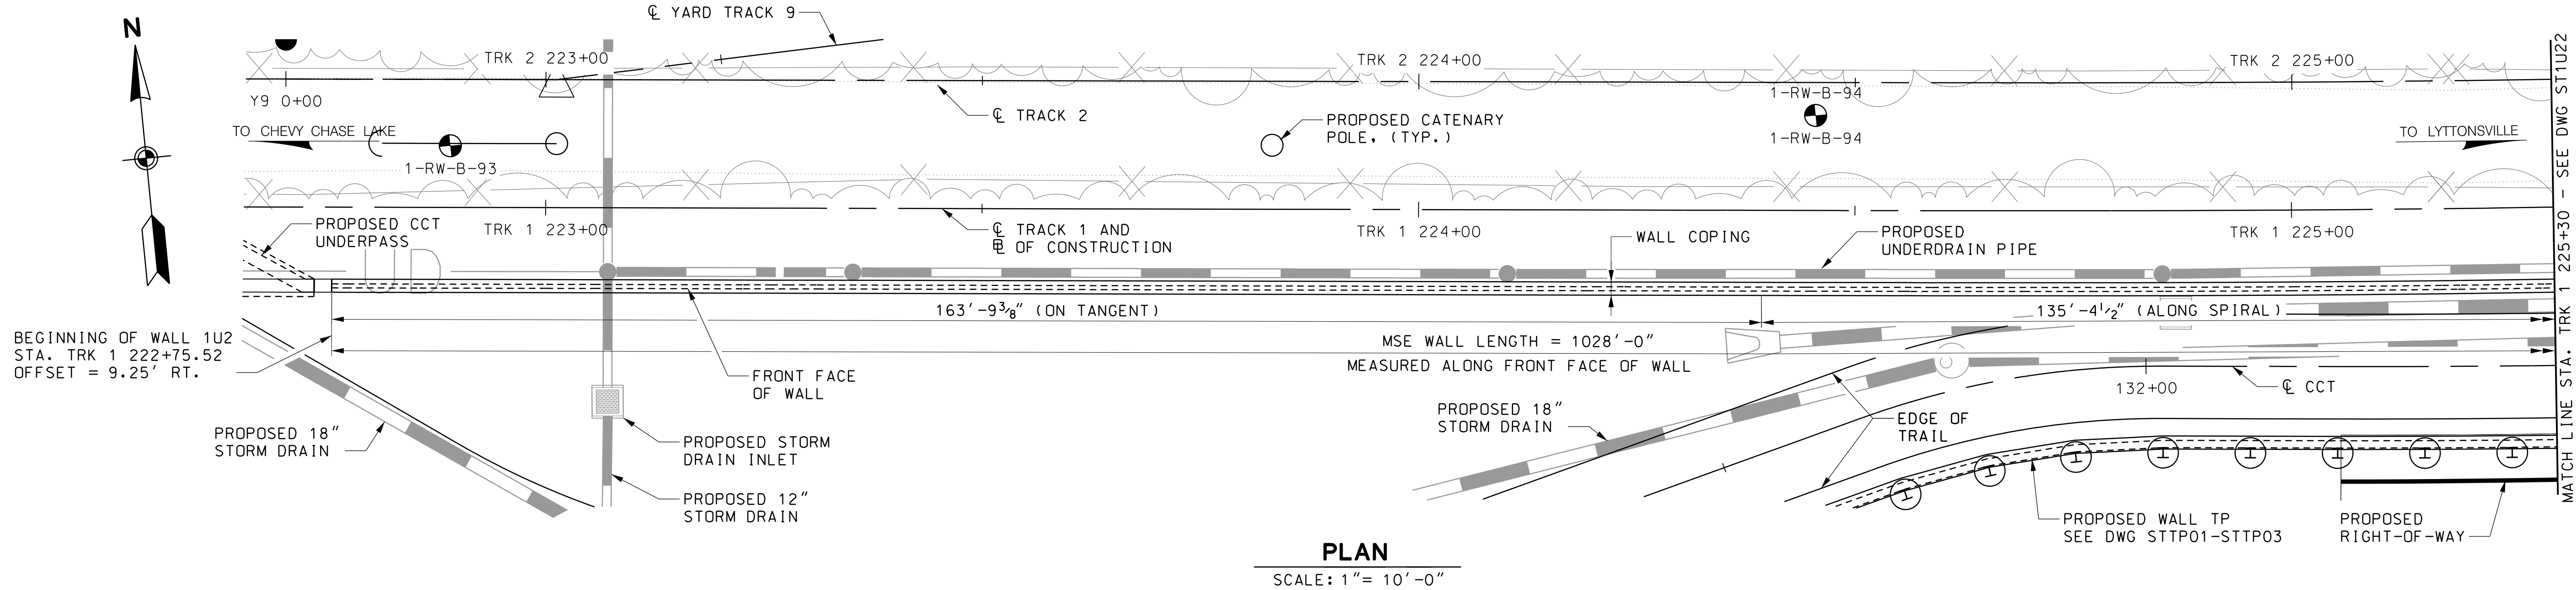 N
℄ YARD TRACK 9
TRK 2 223+00
TRK 2 224+00
TRK 2 225+00
Y9 0+00
℄ TRACK 2
TO CHEVY CHASE LAKE
1-RW-B-93
PROPOSED CATENARY
POLE. (TYP.)
1-RW-B-94
1-RW-B-94
TO LYTTONSVILLE
PROPOSED CCT
UNDERPASS
TRK 1 223+00
℄ TRACK 1 AND
BL OF CONSTRUCTION
TRK 1 224+00
WALL COPING
PROPOSED
UNDERDRAIN PIPE
TRK 1 225+00
UD
163'-9⅜" (ON TANGENT)
135'-4½" (ALONG SPIRAL)
BEGINNING OF WALL 1U2
STA. TRK 1 222+75.52
OFFSET = 9.25' RT.
MSE WALL LENGTH = 1028'-0"
MEASURED ALONG FRONT FACE OF WALL
FRONT FACE
OF WALL
132+00
℄ CCT
PROPOSED 18"
STORM DRAIN
PROPOSED STORM
DRAIN INLET
PROPOSED 12"
STORM DRAIN
PROPOSED 18"
STORM DRAIN
EDGE OF
TRAIL
PROPOSED WALL TP
SEE DWG STTP01-STTP03
PROPOSED
RIGHT-OF-WAY
MATCH LINE STA. TRK 1 225+30 - SEE DWG ST1U22
PLAN
SCALE: 1"= 10'-0"